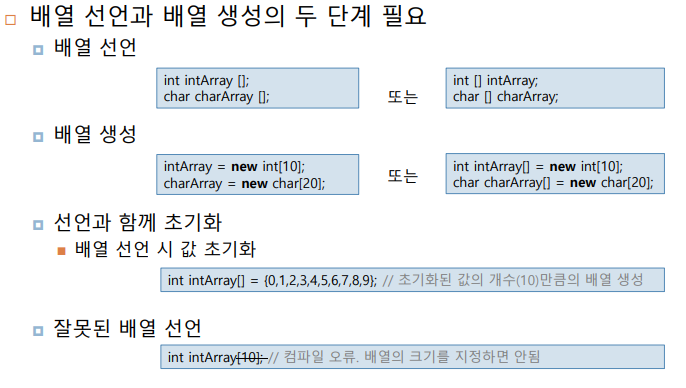 배열 선언과 배열 생성의 두 단계 필요
배열 선언
int intArray [];
char charArray [];
또는
int [] intArray;
char [] charArray;
배열 생성
intArray = new int[10];
charArray = new char[20];
또는
int intArray[] = new int[10];
char charArray[] = new char[20];
선언과 함께 초기화
배열 선언 시 값 초기화
int intArray[] = {0,1,2,3,4,5,6,7,8,9}; // 초기화된 값의 개수(10)만큼의 배열 생성
잘못된 배열 선언
int intArray[10]; // 컴파일 오류. 배열의 크기를 지정하면 안됨